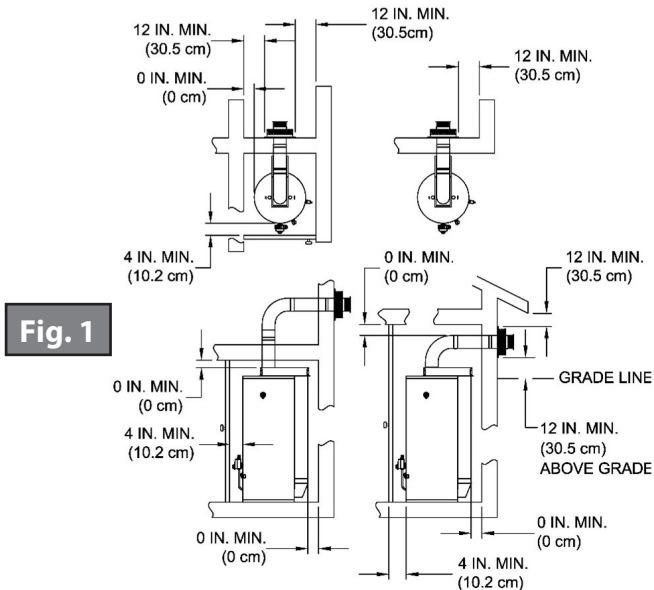 12 IN. MIN.
(30.5cm)
12 IN. MIN.
(30.5 cm)
0 IN. MIN.
(0 cm)
12 IN. MIN.
(30.5 cm)
4 IN. MIN.
(10.2 cm)
0 IN. MIN.
(0 cm)
12 IN. MIN.
(30.5 cm)
Fig. 1
0 IN. MIN.
(0 cm)
GRADE LINE
4 IN. MIN.
(10.2 cm)
12 IN. MIN.
(30.5 cm)
ABOVE GRADE
0 IN. MIN.
(0 cm)
0 IN. MIN.
(0 cm)
4 IN. MIN.
(10.2 cm)